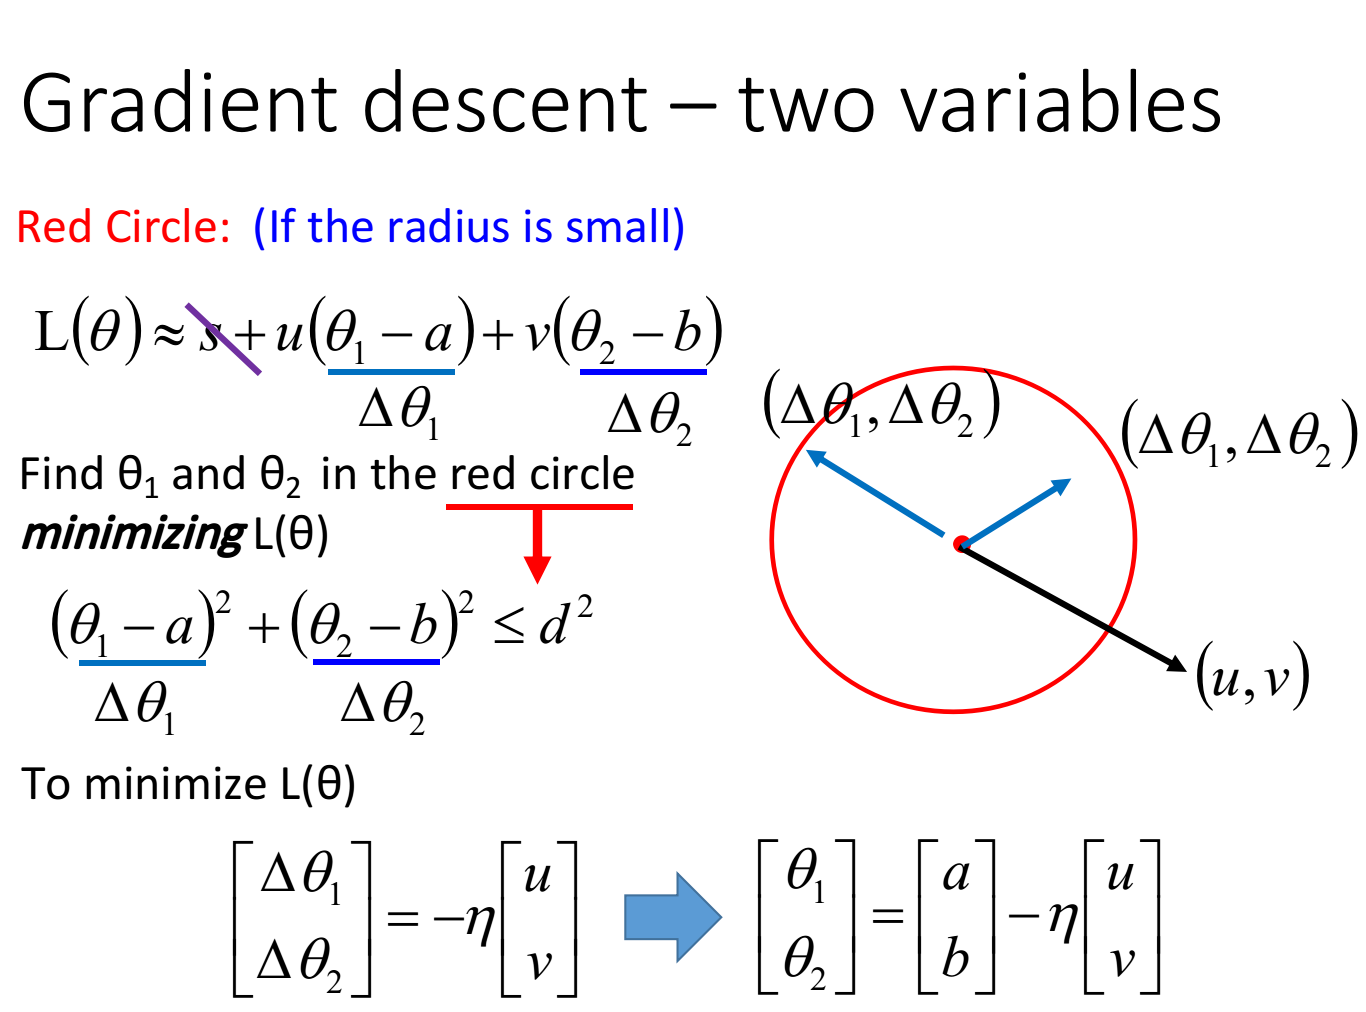 Gradient descent – two variables
Red Circle: (If the radius is small)
L(θ) ≈ s + u(θ₁ − a) + v(θ₂ − b)
Δθ₁ Δθ₂
(Δθ₁, Δθ₂) (Δθ₁, Δθ₂)
Find θ₁ and θ₂ in the red circle
minimizing L(θ)
(θ₁ − a)² + (θ₂ − b)² ≤ d²
Δθ₁ Δθ₂
(u, v)
To minimize L(θ)
[Δθ₁ Δθ₂] = −η [u v] [θ₁ θ₂] = [a b] − η [u v]